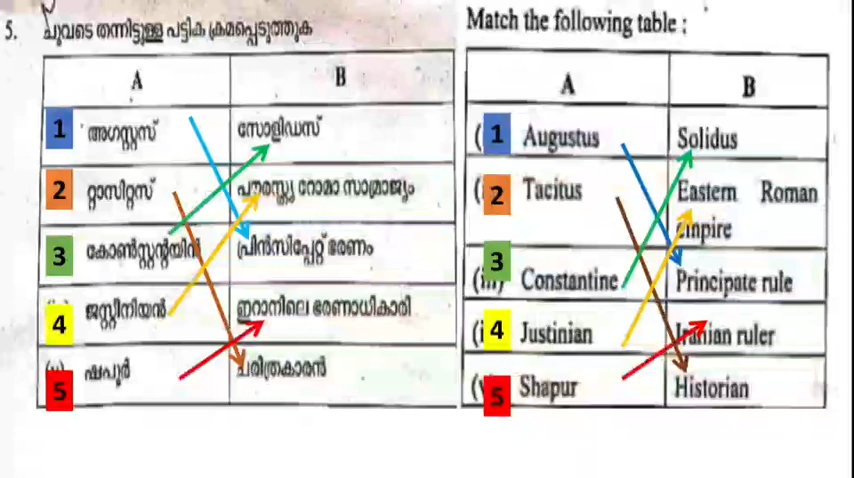 5. ചുവടെ തന്നിട്ടുള്ള പട്ടിക ക്രമപ്പെടുത്തുക
A B
1 അഗസ്റ്റസ് സോളിഡസ്
2 റ്റാസിറ്റസ് പൗരസ്ത്യ റോമാ സാമ്രാജ്യം
3 കോൺസ്റ്റന്റയിൻ പ്രിൻസിപ്പേറ്റ് ഭരണം
4 ജസ്റ്റീനിയൻ ഇറാനിലെ ഭരണാധികാരി
5 ഷപൂർ ചരിത്രകാരൻ
Match the following table :
A B
1 Augustus Solidus
2 Tacitus Eastern Roman
empire
3 Constantine Principate rule
4 Justinian Iranian ruler
5 Shapur Historian